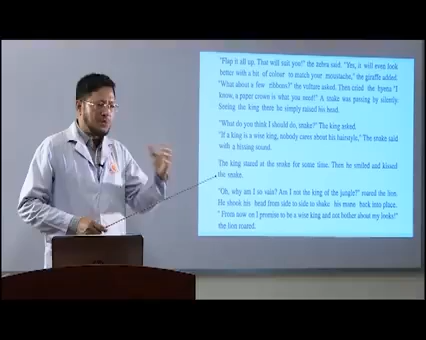 "Flap it all up. That will suit you!" the zebra said. "Yes, it will even look
better with a bit of colour to match your moustache," the giraffe added.
"What about a few ribbons?" the vulture asked. Then cried the hyena "I
know, a paper crown is what you need!" A snake was passing by silently.
Seeing the king there he simply raised his head.
"What do you think I should do, snake?" The king asked.
"If a king is a wise king, nobody cares about his hairstyle," The snake said
with a hissing sound.
The king stared at the snake for some time. Then he smiled and kissed
the snake.
"Oh, why am I so vain? Am I not the king of the jungle?" roared the lion.
He shook his head from side to side to shake his mane back into place.
" From now on I promise to be a wise king and not bother about my looks!"
the lion roared.